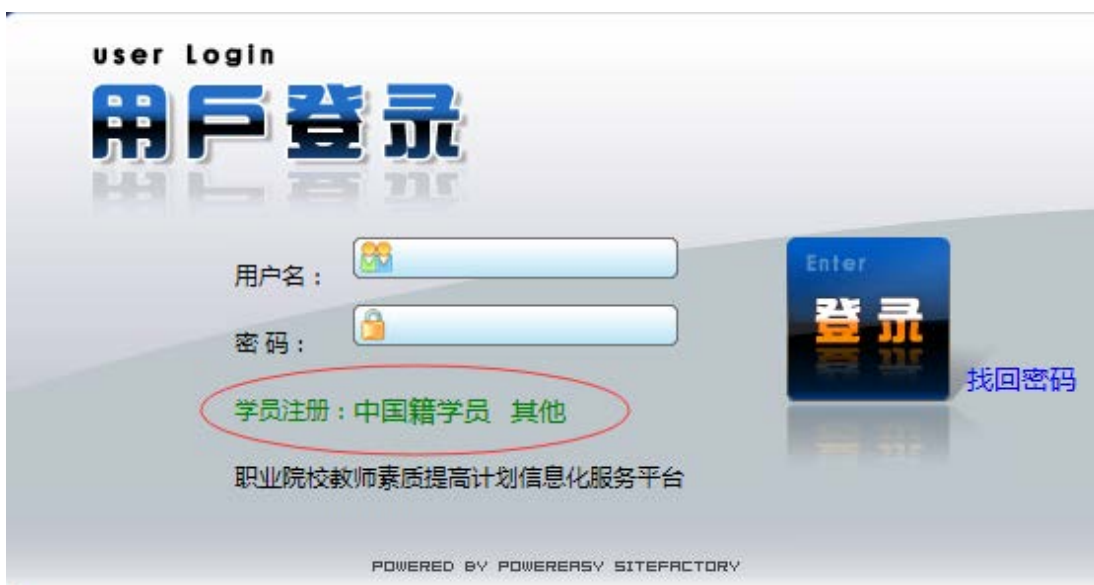 user Login
用戶登录
用户名：
Enter
登录
密 码：
找回密码
学员注册：中国籍学员 其他
职业院校教师素质提高计划信息化服务平台
POWERED BY POWEREASY SITEFACTORY